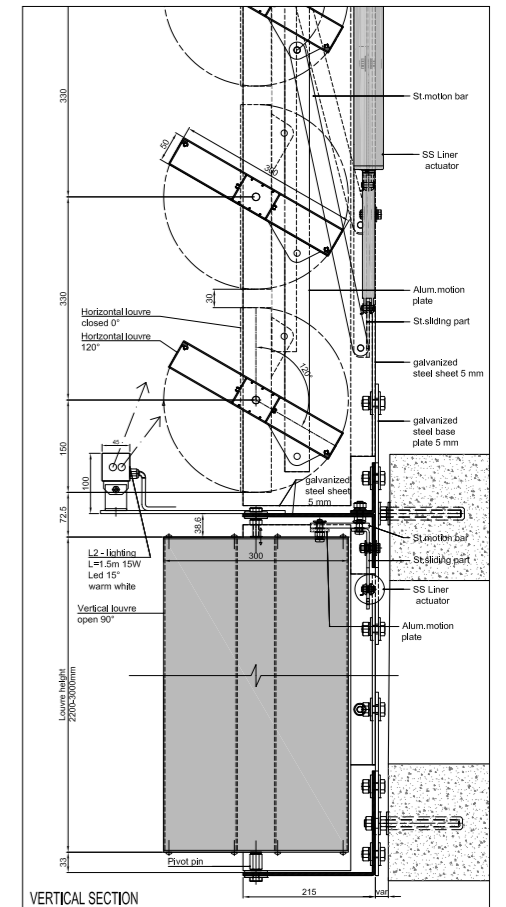 330
St.motion bar
SS Liner
actuator
50
300
330
30
Alum.motion
plate
Horizontal louvre
closed 0°
St.sliding part
Horizontal louvre
120°
galvanized
steel sheet 5 mm
120°
galvanized
steel base
plate 5 mm
150
45
100
galvanized
steel sheet
5 mm
72.5
38.6
St.motion bar
L2 - lighting
L=1.5m 15W
Led 15°
warm white
300
St.sliding part
SS Liner
actuator
Vertical louvre
open 90°
Alum.motion
plate
Louvre height
2200-3000mm
33
Pivot pin
215
var
VERTICAL SECTION